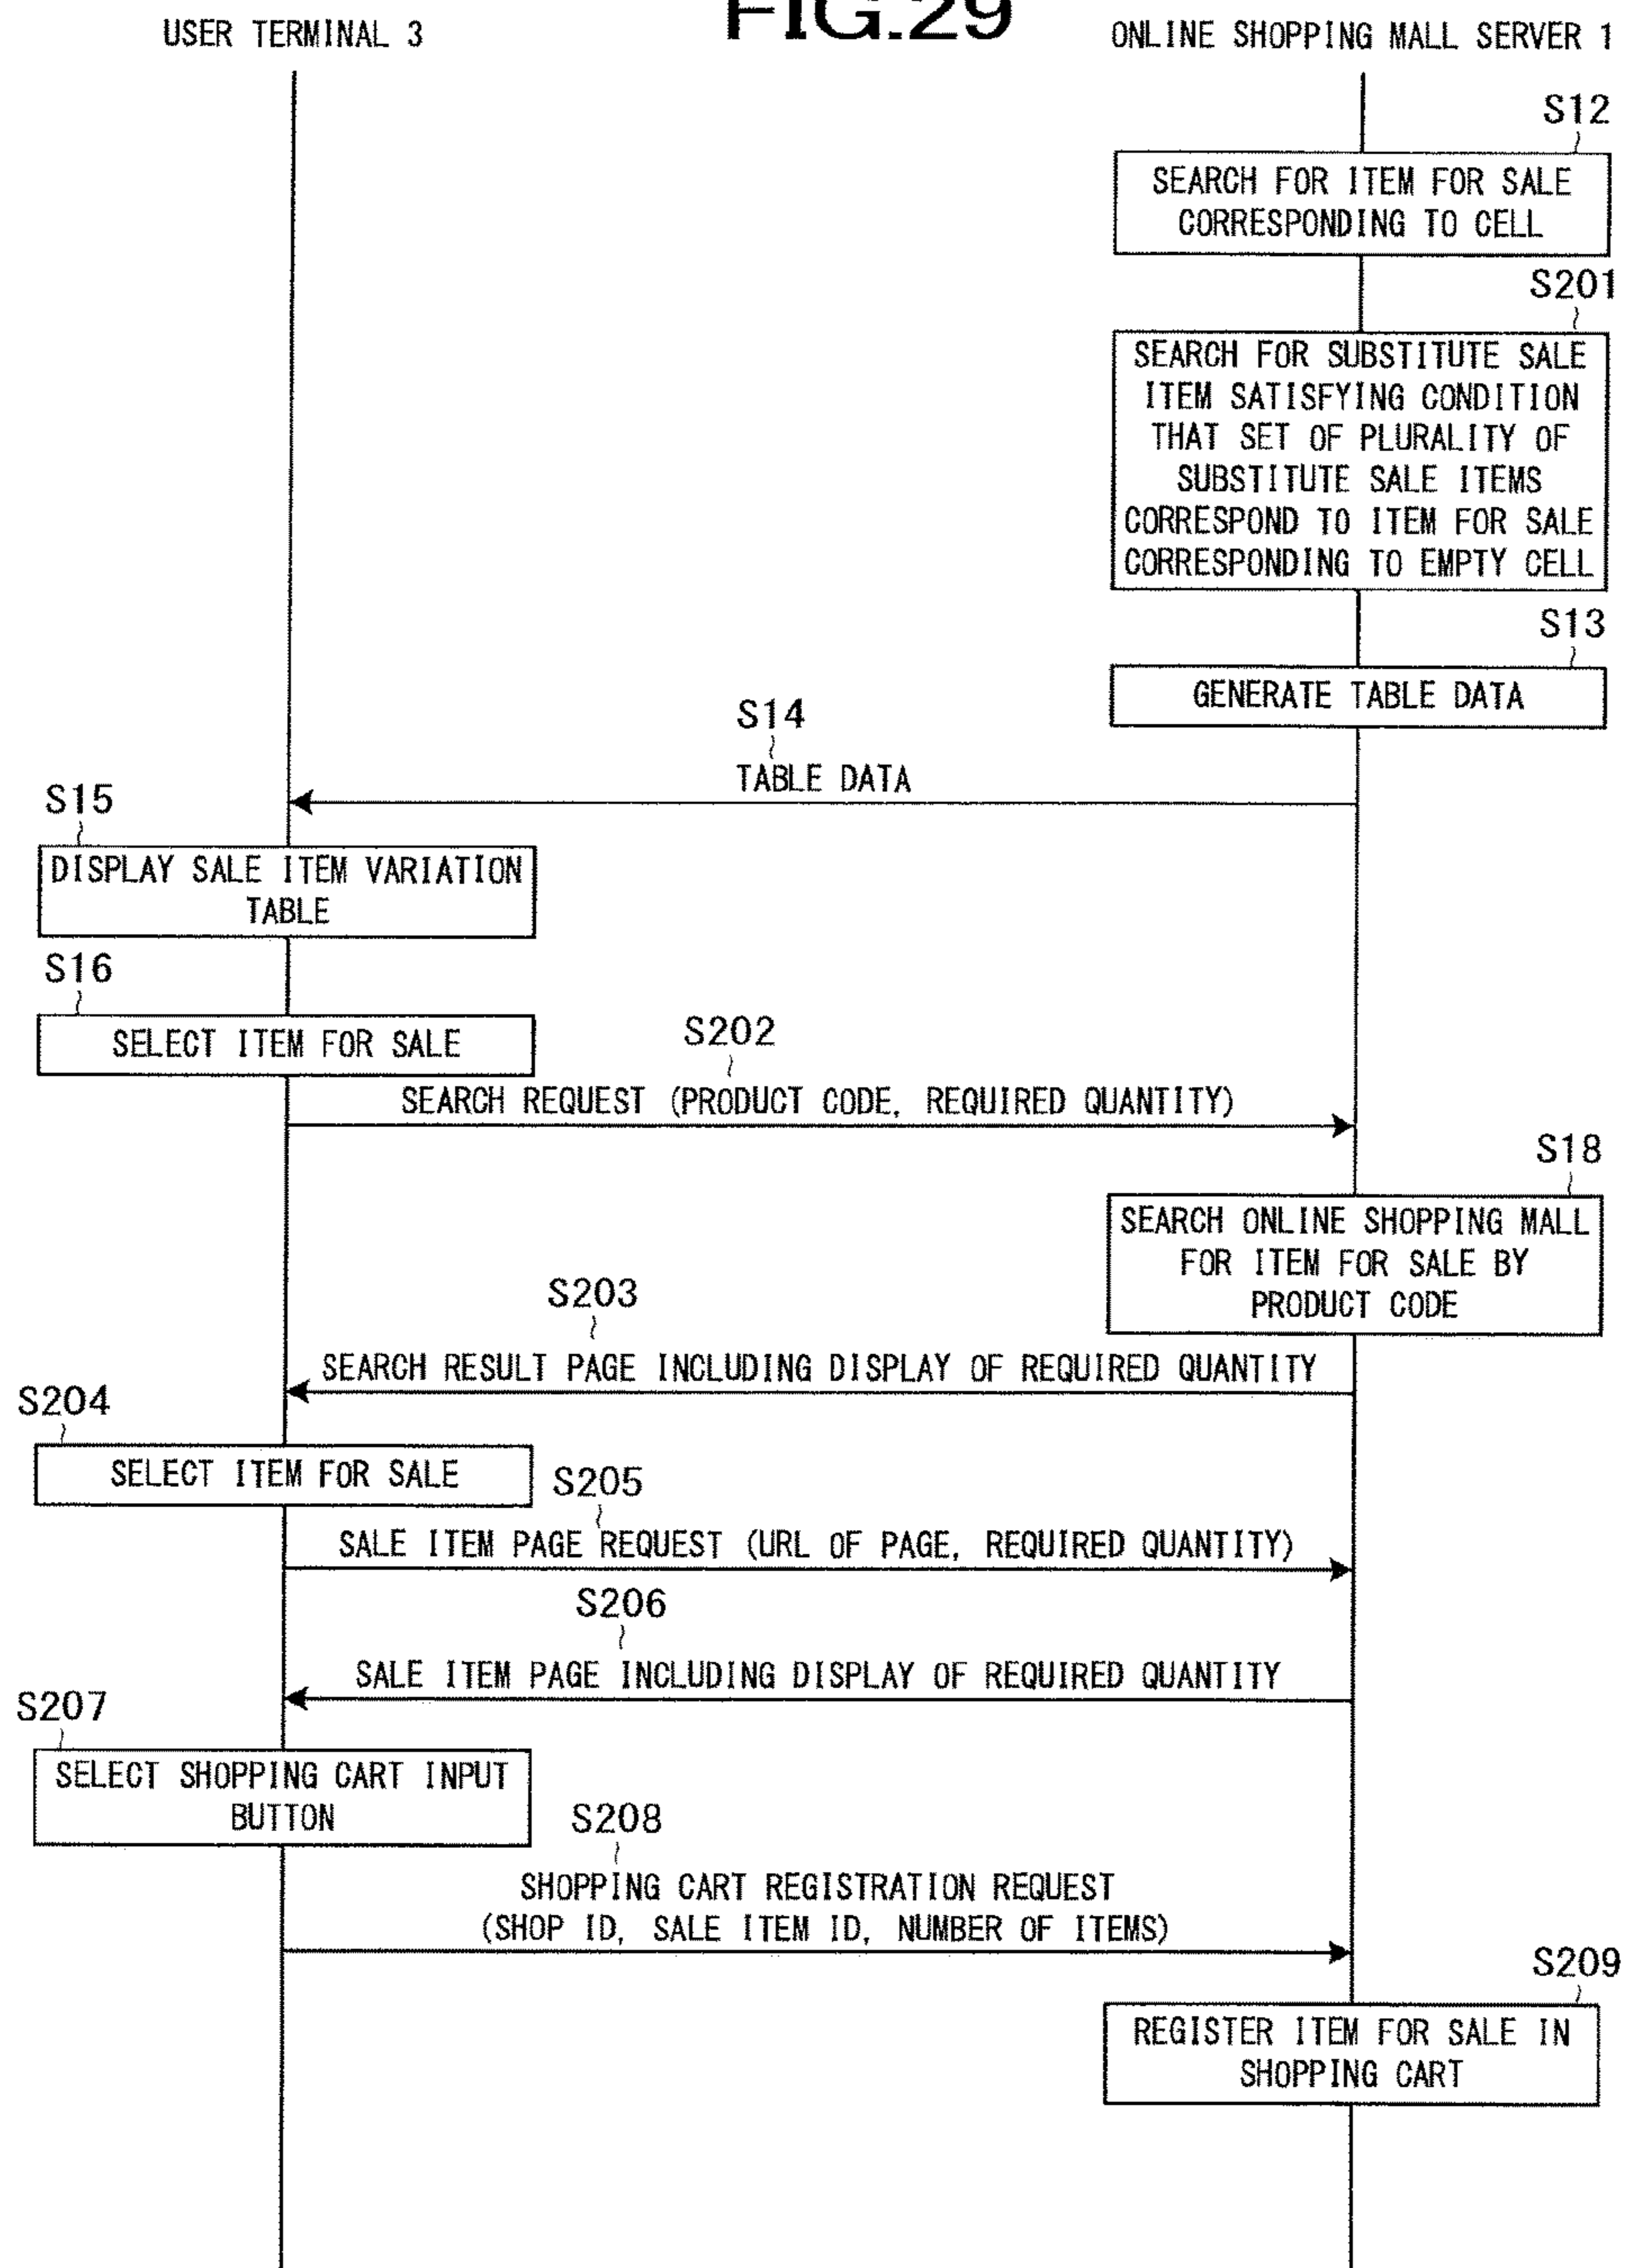 FIG.29
USER TERMINAL 3
ONLINE SHOPPING MALL SERVER 1
S12
SEARCH FOR ITEM FOR SALE
CORRESPONDING TO CELL
S201
SEARCH FOR SUBSTITUTE SALE
ITEM SATISFYING CONDITION
THAT SET OF PLURALITY OF
SUBSTITUTE SALE ITEMS
CORRESPOND TO ITEM FOR SALE
CORRESPONDING TO EMPTY CELL
S13
GENERATE TABLE DATA
S14
TABLE DATA
S15
DISPLAY SALE ITEM VARIATION
TABLE
S16
SELECT ITEM FOR SALE
S202
SEARCH REQUEST (PRODUCT CODE, REQUIRED QUANTITY)
S18
SEARCH ONLINE SHOPPING MALL
FOR ITEM FOR SALE BY
PRODUCT CODE
S203
SEARCH RESULT PAGE INCLUDING DISPLAY OF REQUIRED QUANTITY
S204
SELECT ITEM FOR SALE
S205
SALE ITEM PAGE REQUEST (URL OF PAGE, REQUIRED QUANTITY)
S206
SALE ITEM PAGE INCLUDING DISPLAY OF REQUIRED QUANTITY
S207
SELECT SHOPPING CART INPUT
BUTTON
S208
SHOPPING CART REGISTRATION REQUEST
(SHOP ID, SALE ITEM ID, NUMBER OF ITEMS)
S209
REGISTER ITEM FOR SALE IN
SHOPPING CART